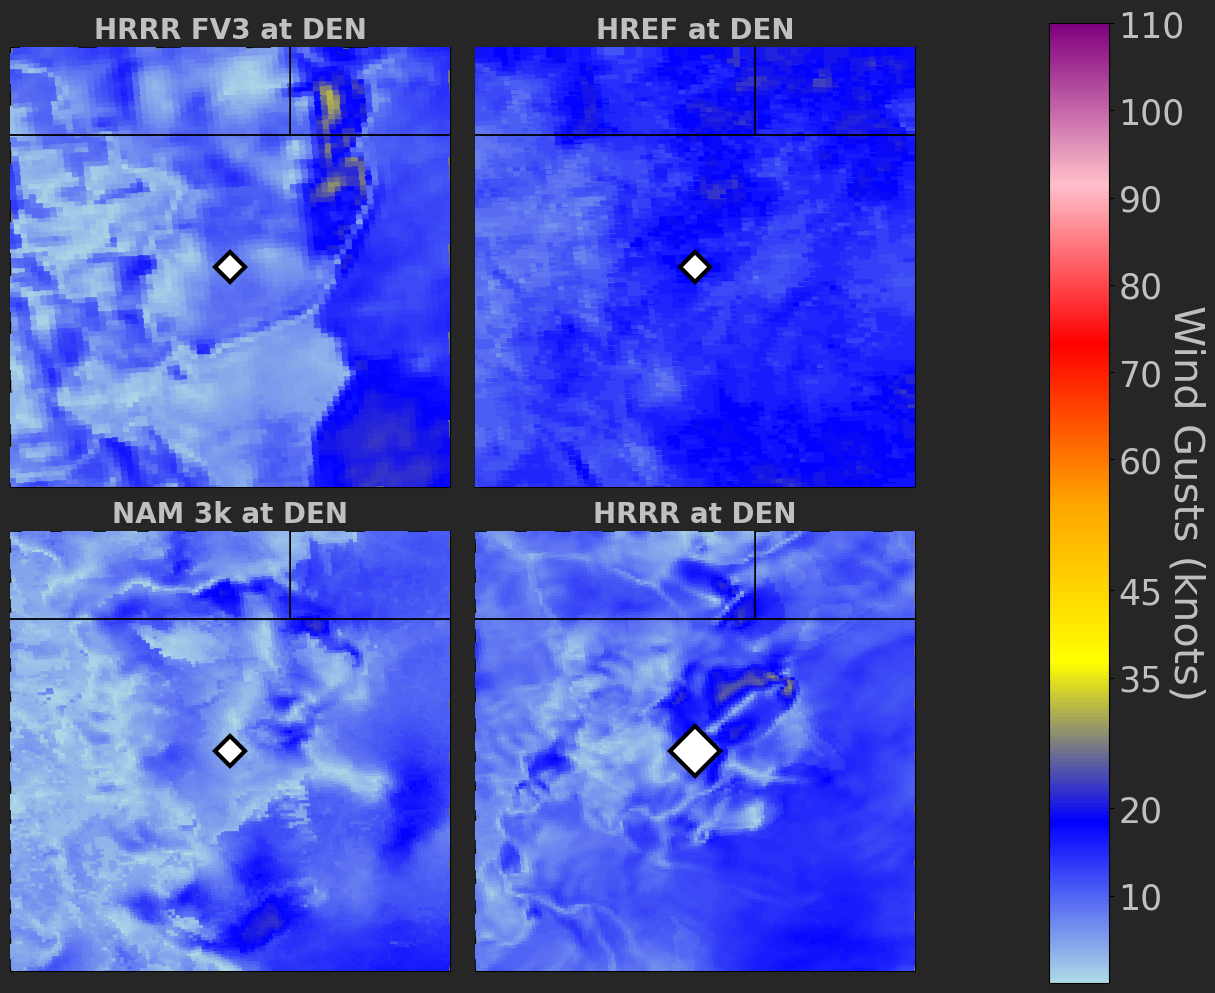 HRRR FV3 at DEN
HREF at DEN
NAM 3k at DEN
HRRR at DEN
110
100
90
80
70
60
45
35
20
10
Wind Gusts (knots)